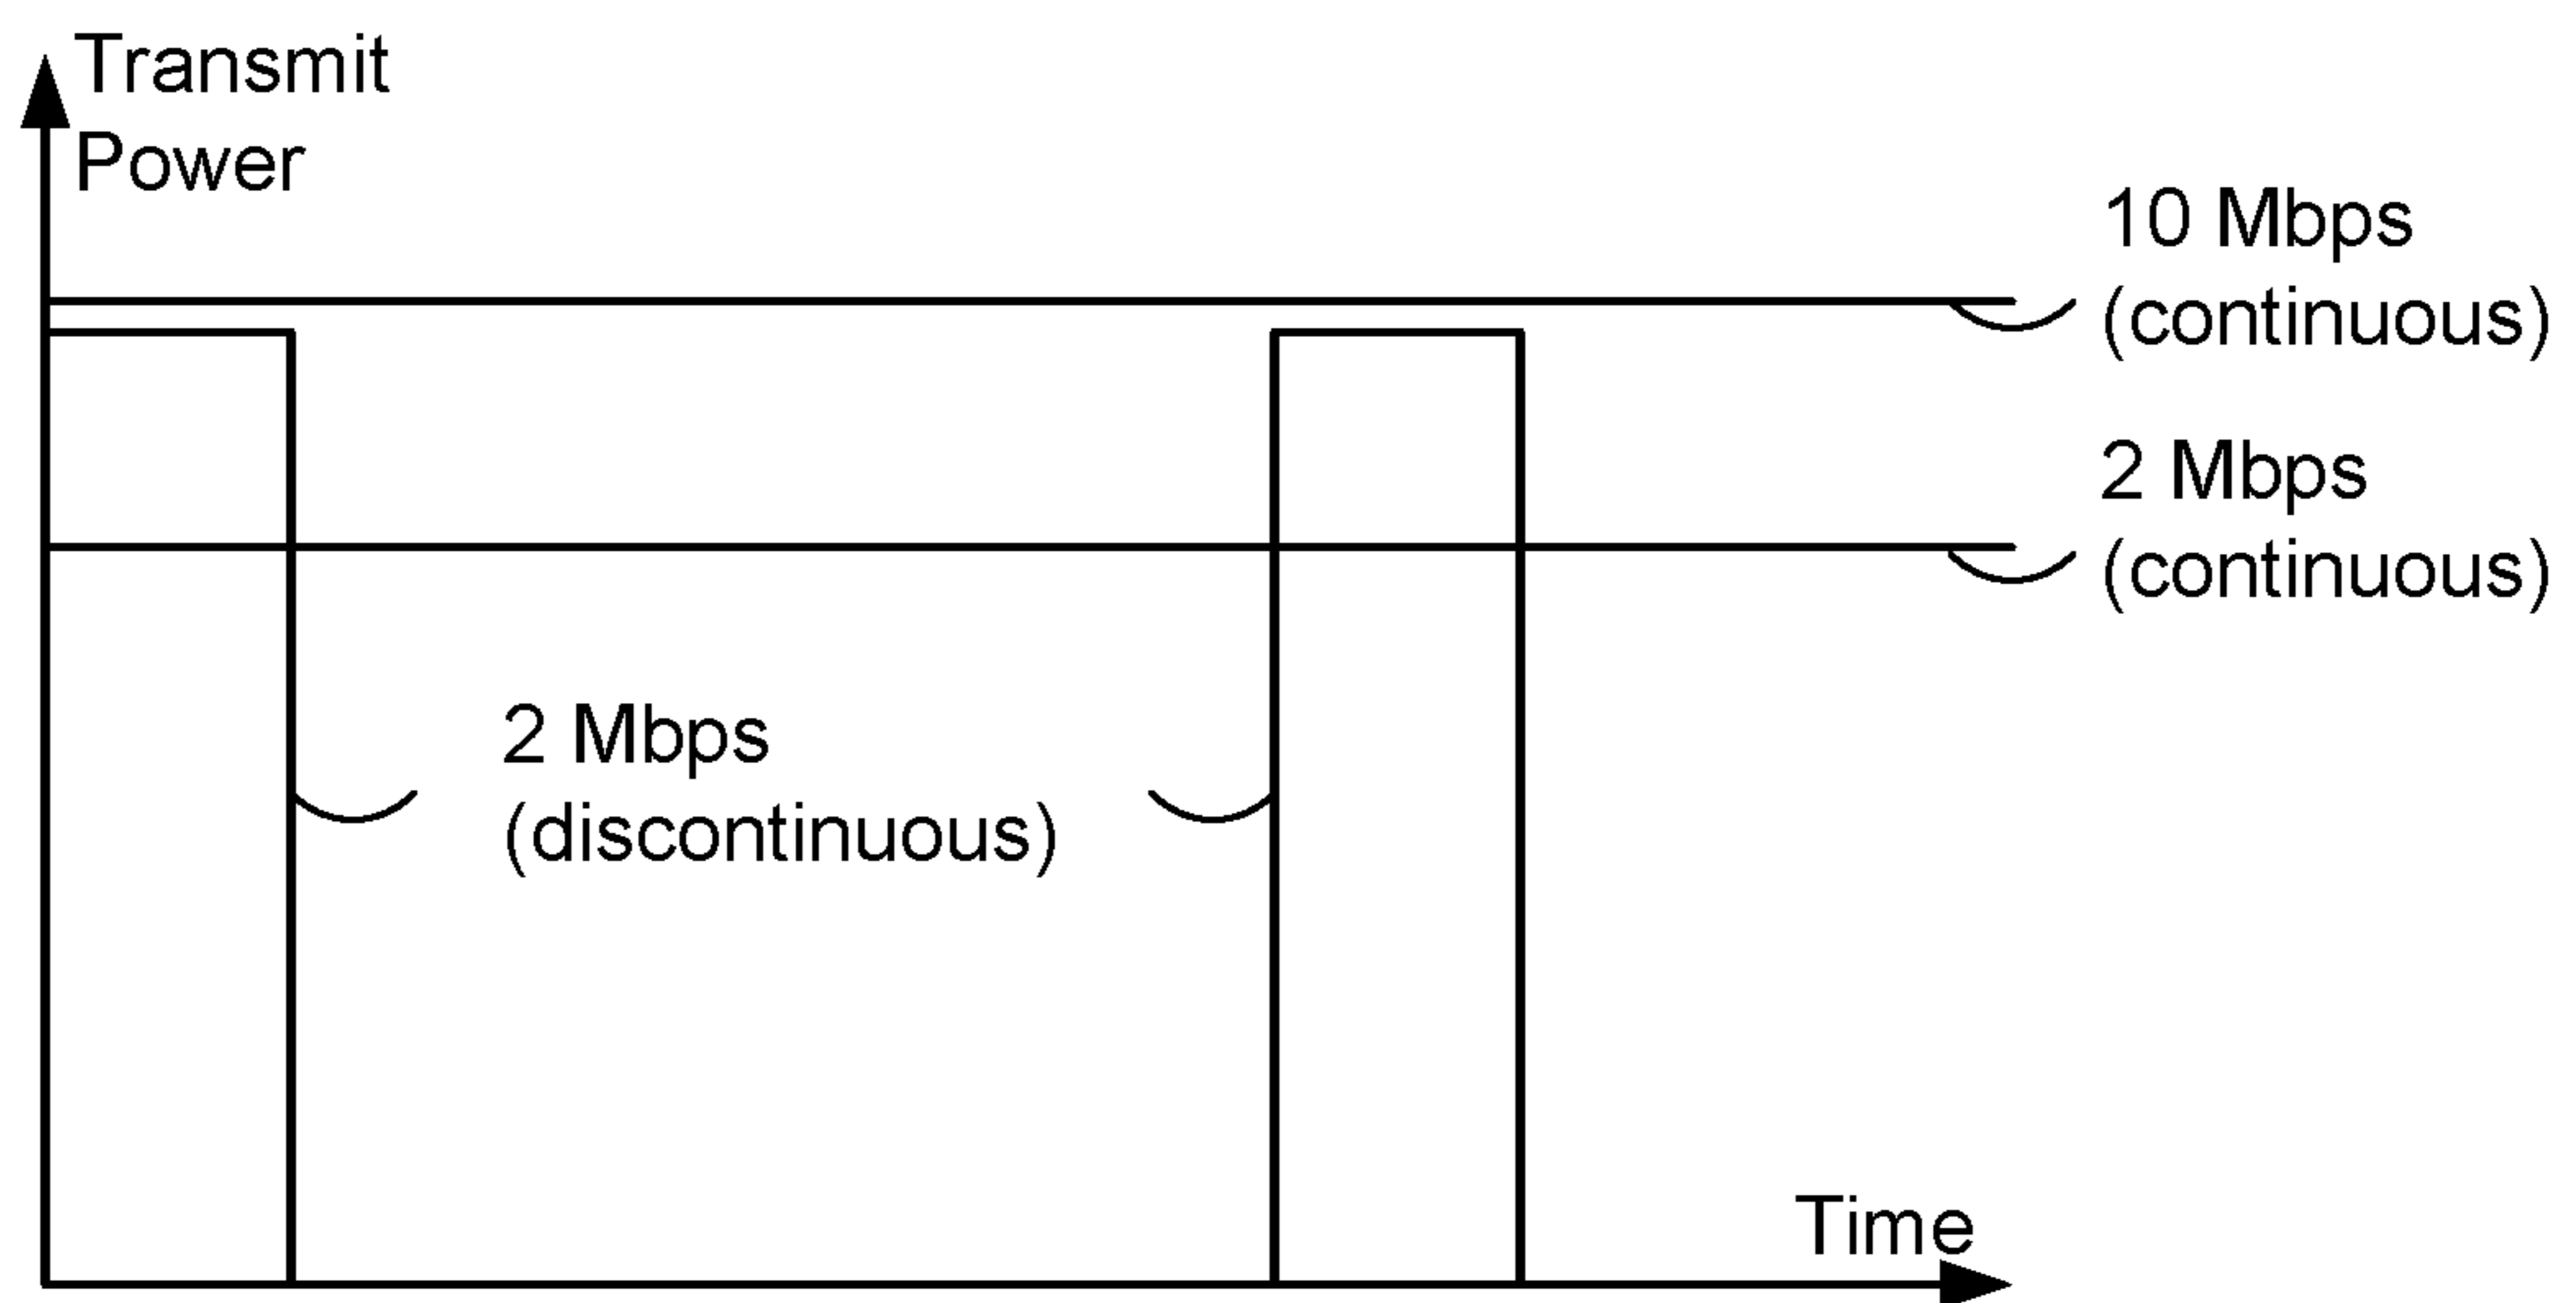 Transmit
Power
10 Mbps
(continuous)
2 Mbps
(continuous)
2 Mbps
(discontinuous)
Time